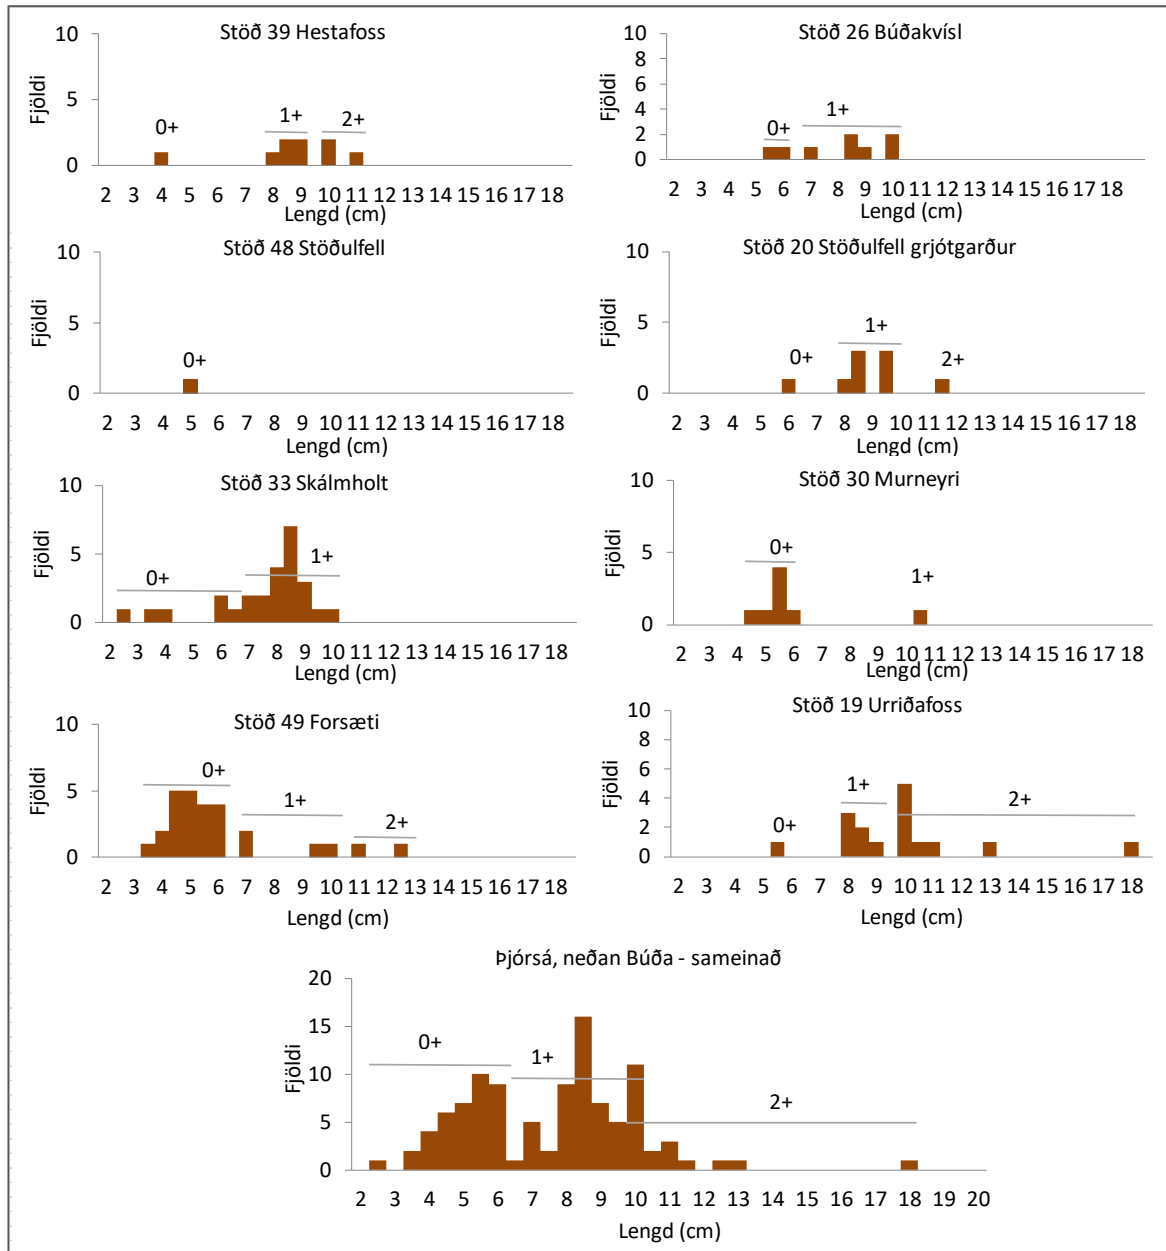 Stöð 39 Hestafoss
Fjöldi
10
5
0
0+
1+
2+
2 3 4 5 6 7 8 9 10 11 12 13 14 15 16 17 18
Lengd (cm)
Stöð 26 Búðakvísl
Fjöldi
10
8
6
4
2
0
0+
1+
2 3 4 5 6 7 8 9 10 11 12 13 14 15 16 17 18
Lengd (cm)
Stöð 48 Stöðulfell
Fjöldi
10
5
0
0+
2 3 4 5 6 7 8 9 10 11 12 13 14 15 16 17 18
Lengd (cm)
Stöð 20 Stöðulfell grjótgarður
Fjöldi
10
5
0
0+
1+
2+
2 3 4 5 6 7 8 9 10 11 12 13 14 15 16 17 18
Lengd (cm)
Stöð 33 Skálmholt
Fjöldi
10
5
0
0+
1+
2 3 4 5 6 7 8 9 10 11 12 13 14 15 16 17 18
Lengd (cm)
Stöð 30 Murneyri
Fjöldi
10
5
0
0+
1+
2 3 4 5 6 7 8 9 10 11 12 13 14 15 16 17 18
Lengd (cm)
Stöð 49 Forsæti
Fjöldi
10
5
0
0+
1+
2+
2 3 4 5 6 7 8 9 10 11 12 13 14 15 16 17 18
Lengd (cm)
Stöð 19 Urriðafoss
Fjöldi
10
8
6
4
2
0
0+
1+
2+
2 3 4 5 6 7 8 9 10 11 12 13 14 15 16 17 18
Lengd (cm)
Þjórsá, neðan Búða - sameinað
Fjöldi
20
15
10
5
0
0+
1+
2+
2 3 4 5 6 7 8 9 10 11 12 13 14 15 16 17 18 19 20
Lengd (cm)